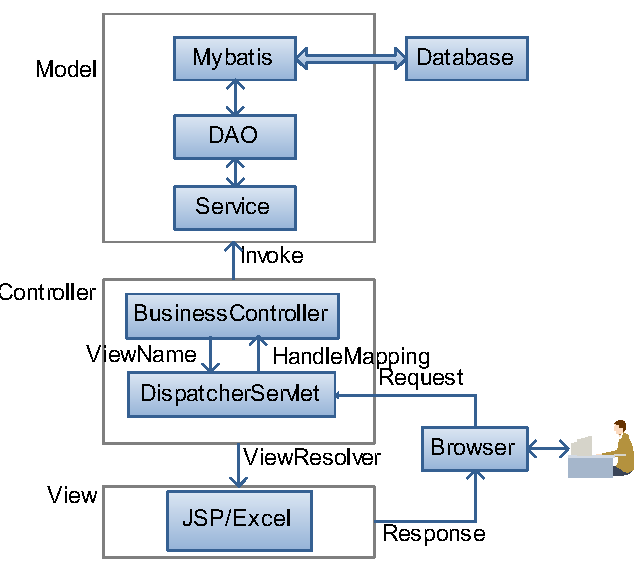 Mybatis
Database
Model
DAO
Service
Invoke
Controller
BusinessController
ViewName
HandleMapping
Request
DispatcherServlet
Browser
ViewResolver
View
JSP/Excel
Response